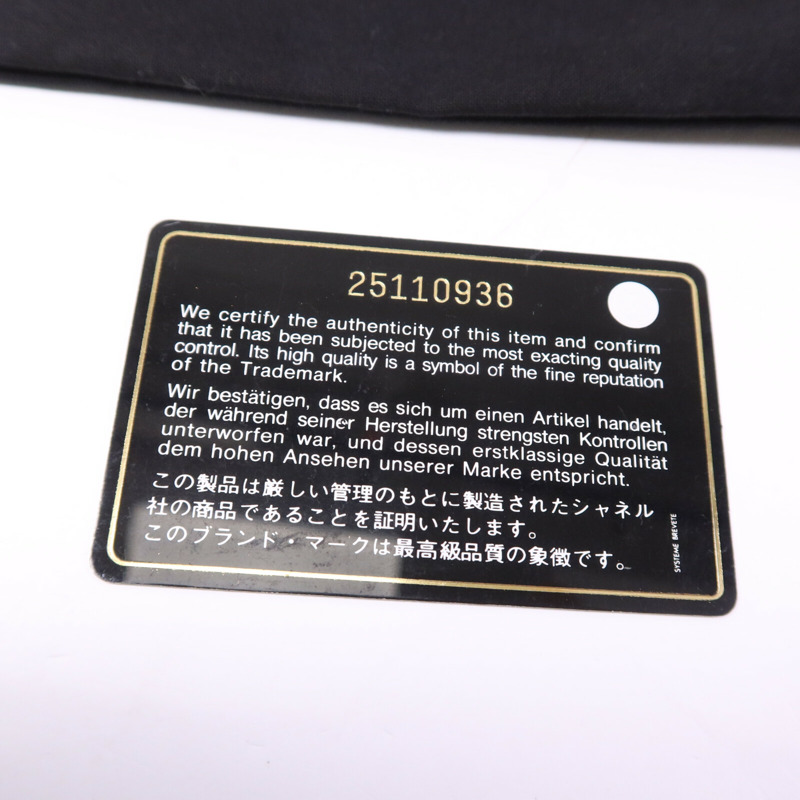 25110936
We certify the authenticity of this item and confirm
that it has been subjected to the most exacting quality
control. Its high quality is a symbol of the fine reputation
of the Trademark.
Wir bestätigen, dass es sich um einen Artikel handelt,
der während seiner Herstellung strengsten Kontrollen
unterworfen war, und dessen erstklassige Qualität
dem hohen Ansehen unserer Marke entspricht.
この製品は厳しい管理のもとに製造されたシャネル
社の商品であることを証明いたします。
このブランド・マークは最高級品質の象徴です。
SYSTEME BREVETE